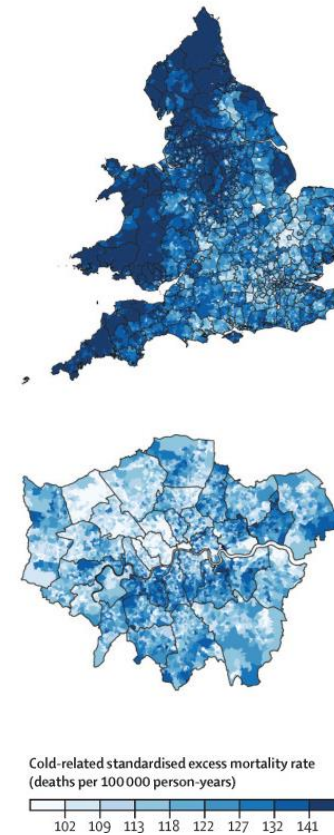 Cold-related standardised excess mortality rate
(deaths per 100 000 person-years)
102 109 113 118 122 127 132 141